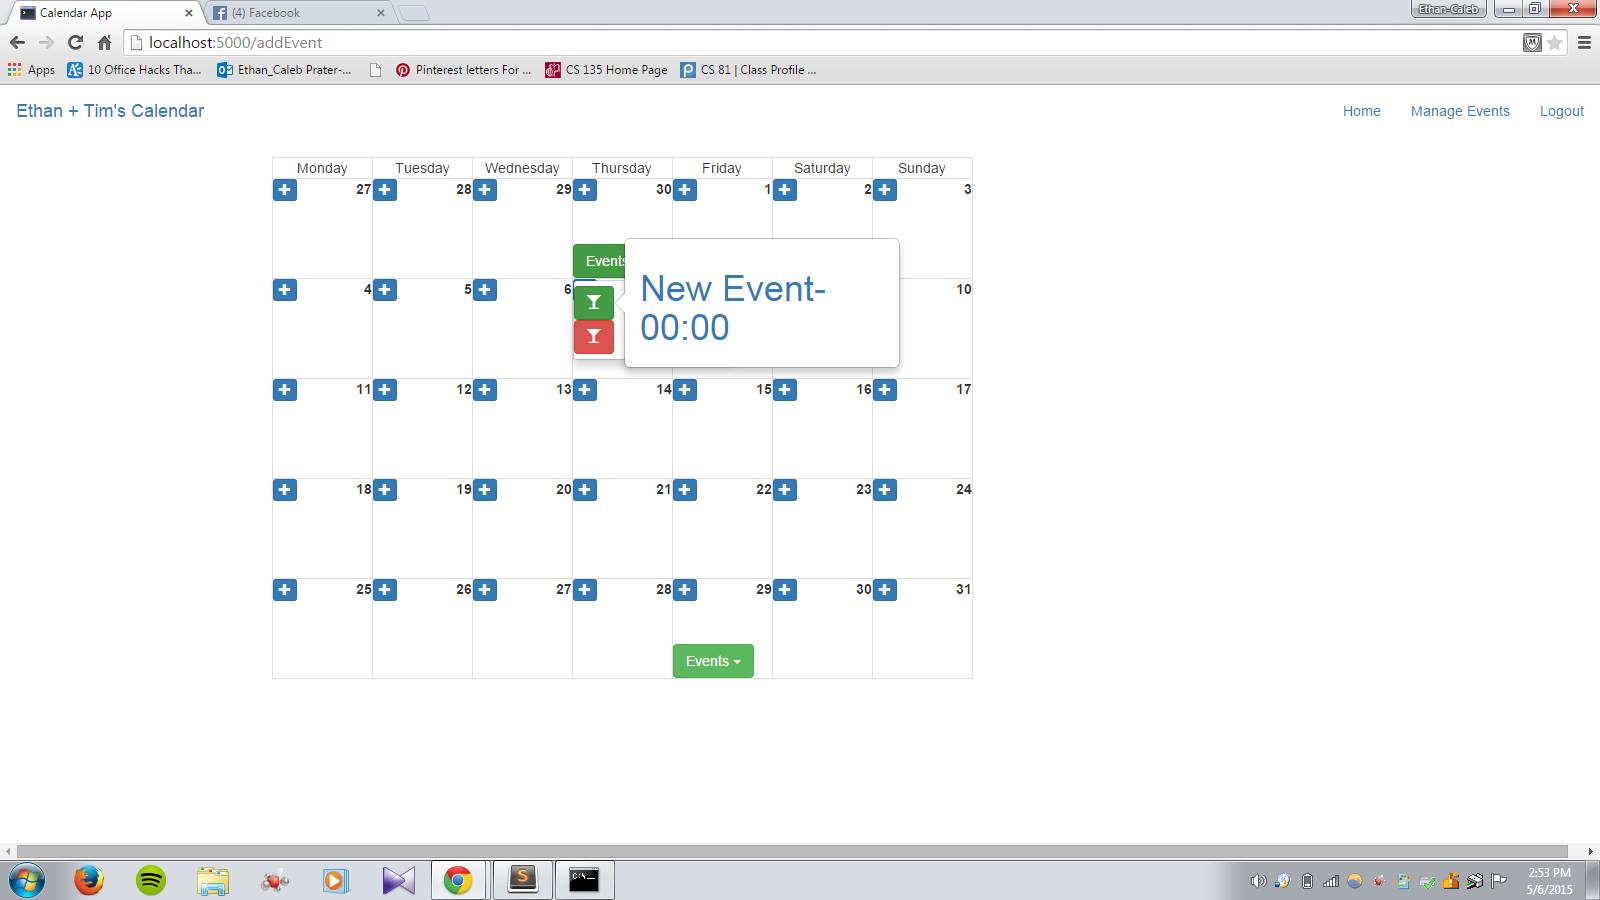 Calendar App
(4) Facebook
Ethan-Caleb
localhost:5000/addEvent
Apps
10 Office Hacks Tha...
Ethan_Caleb Prater-...
Pinterest letters For ...
CS 135 Home Page
CS 81 | Class Profile ...
Ethan + Tim's Calendar
Home
Manage Events
Logout
Monday Tuesday Wednesday Thursday Friday Saturday Sunday
27 28 29 30 1 2 3
Events
New Event-
00:00
4 5 6 10
11 12 13 14 15 16 17
18 19 20 21 22 23 24
25 26 27 28 29 30 31
Events
2:53 PM
5/6/2015